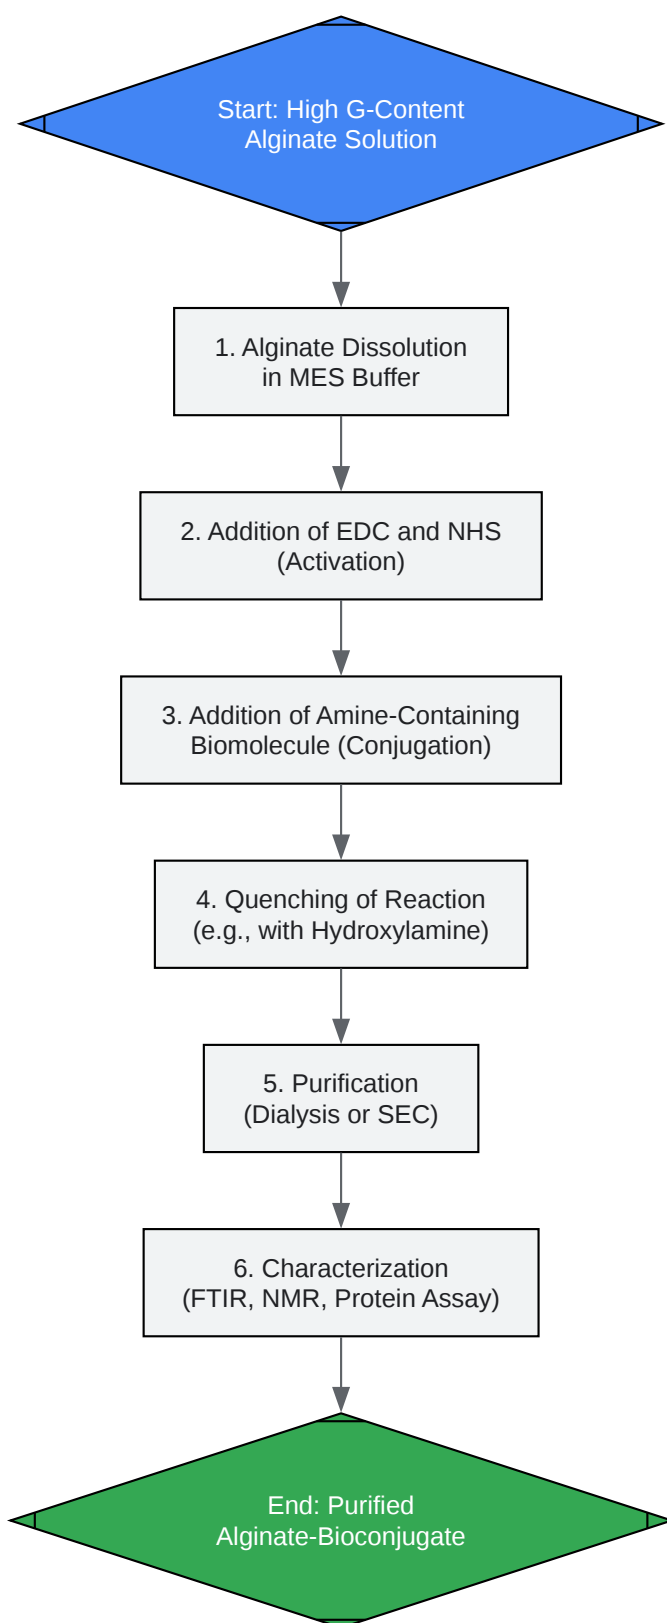 Start: High G-Content
Alginate Solution
1. Alginate Dissolution
in MES Buffer
2. Addition of EDC and NHS
(Activation)
3. Addition of Amine-Containing
Biomolecule (Conjugation)
4. Quenching of Reaction
(e.g., with Hydroxylamine)
5. Purification
(Dialysis or SEC)
6. Characterization
(FTIR, NMR, Protein Assay)
End: Purified
Alginate-Bioconjugate